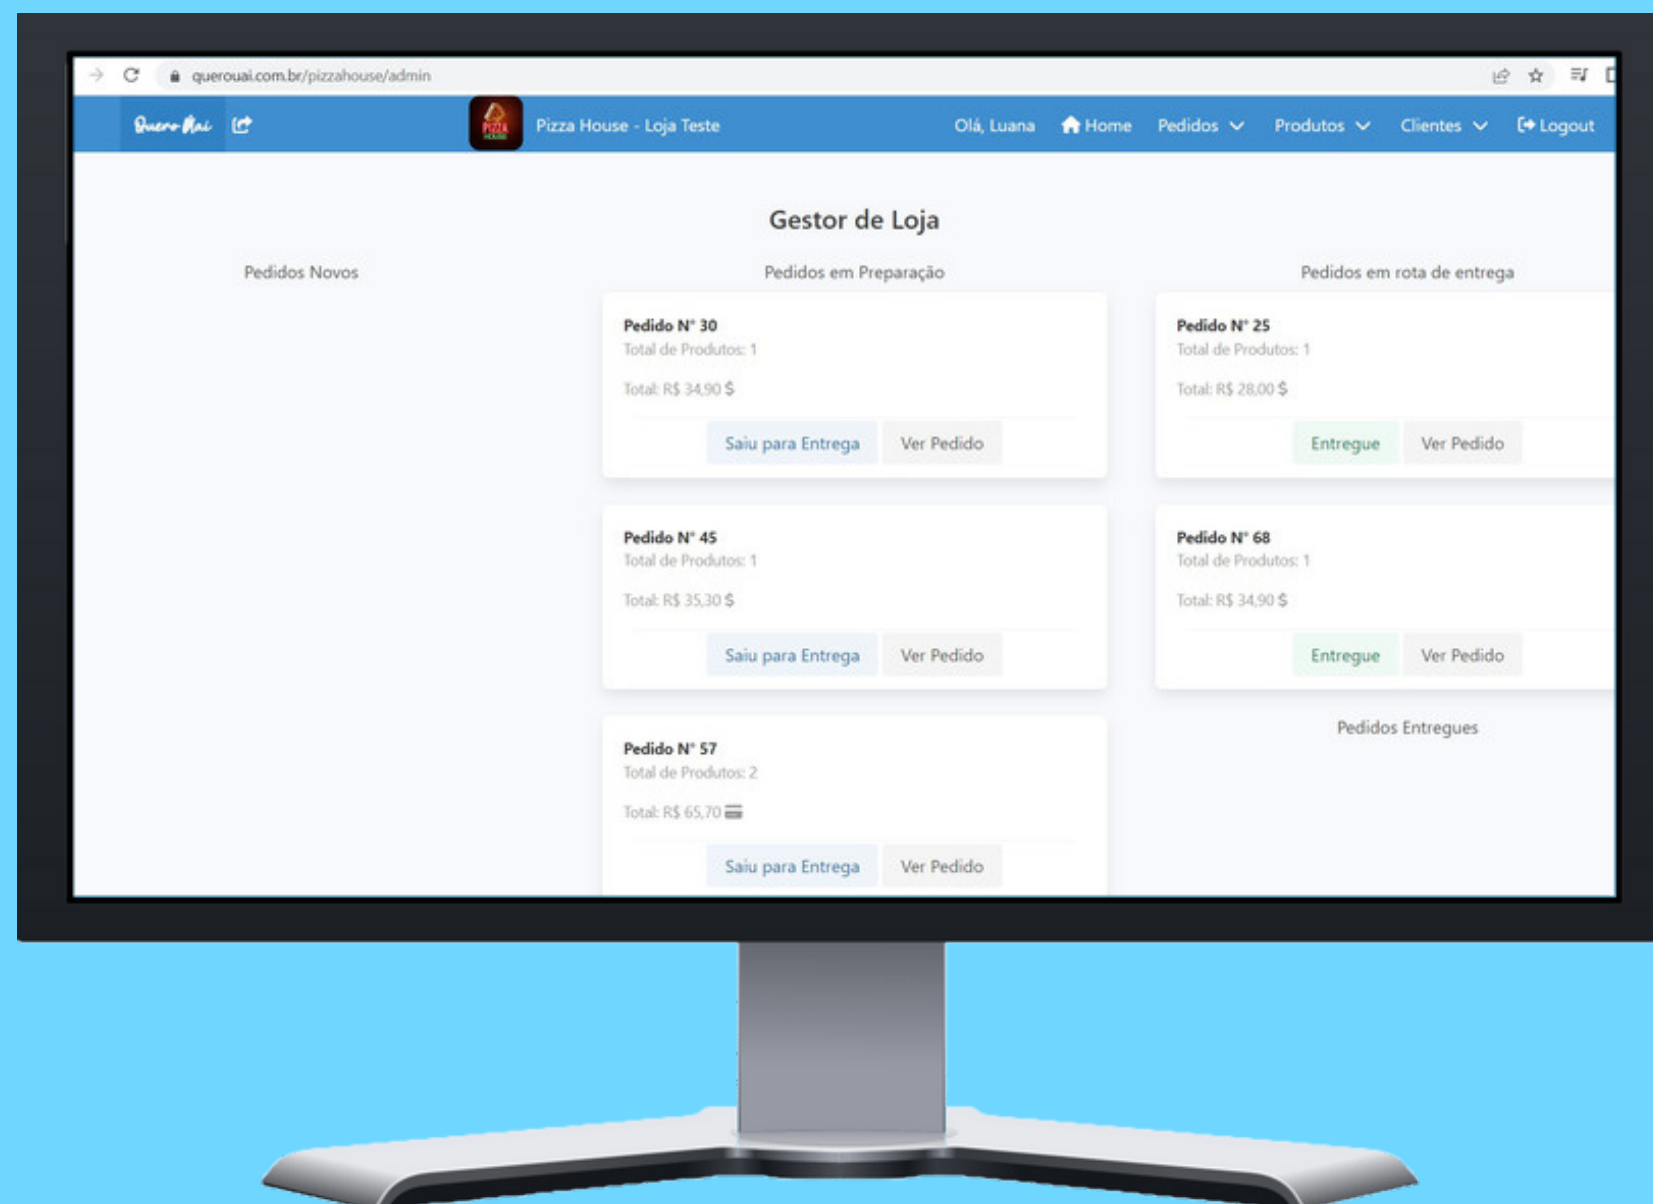 querouai.com.br/pizzahouse/admin
Quero Uai
PIZZA HOUSE
Pizza House - Loja Teste
Olá, Luana
Home
Pedidos
Produtos
Clientes
Logout
Gestor de Loja
Pedidos Novos
Pedidos em Preparação
Pedido N° 30
Total de Produtos: 1
Total: R$ 34,90 $
Saiu para Entrega
Ver Pedido
Pedido N° 45
Total de Produtos: 1
Total: R$ 35,30 $
Saiu para Entrega
Ver Pedido
Pedido N° 57
Total de Produtos: 2
Total: R$ 65,70
Saiu para Entrega
Ver Pedido
Pedidos em rota de entrega
Pedido N° 25
Total de Produtos: 1
Total: R$ 28,00 $
Entregue
Ver Pedido
Pedido N° 68
Total de Produtos: 1
Total: R$ 34,90 $
Entregue
Ver Pedido
Pedidos Entregues